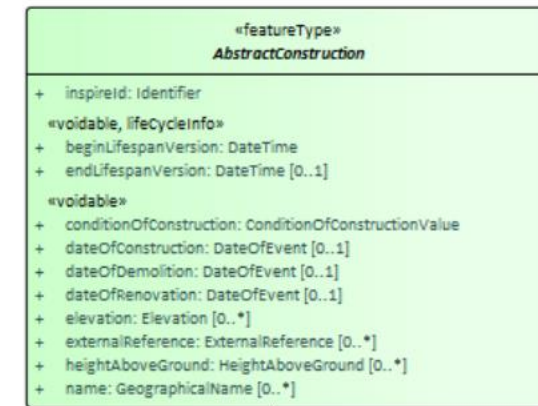 «featureType»
AbstractConstruction
+ inspireId: Identifier
«voidable, lifeCycleInfo»
+ beginLifespanVersion: DateTime
+ endLifespanVersion: DateTime [0..1]
«voidable»
+ conditionOfConstruction: ConditionOfConstructionValue
+ dateOfConstruction: DateOfEvent [0..1]
+ dateOfDemolition: DateOfEvent [0..1]
+ dateOfRenovation: DateOfEvent [0..1]
+ elevation: Elevation [0..*]
+ externalReference: ExternalReference [0..*]
+ heightAboveGround: HeightAboveGround [0..*]
+ name: GeographicalName [0..*]